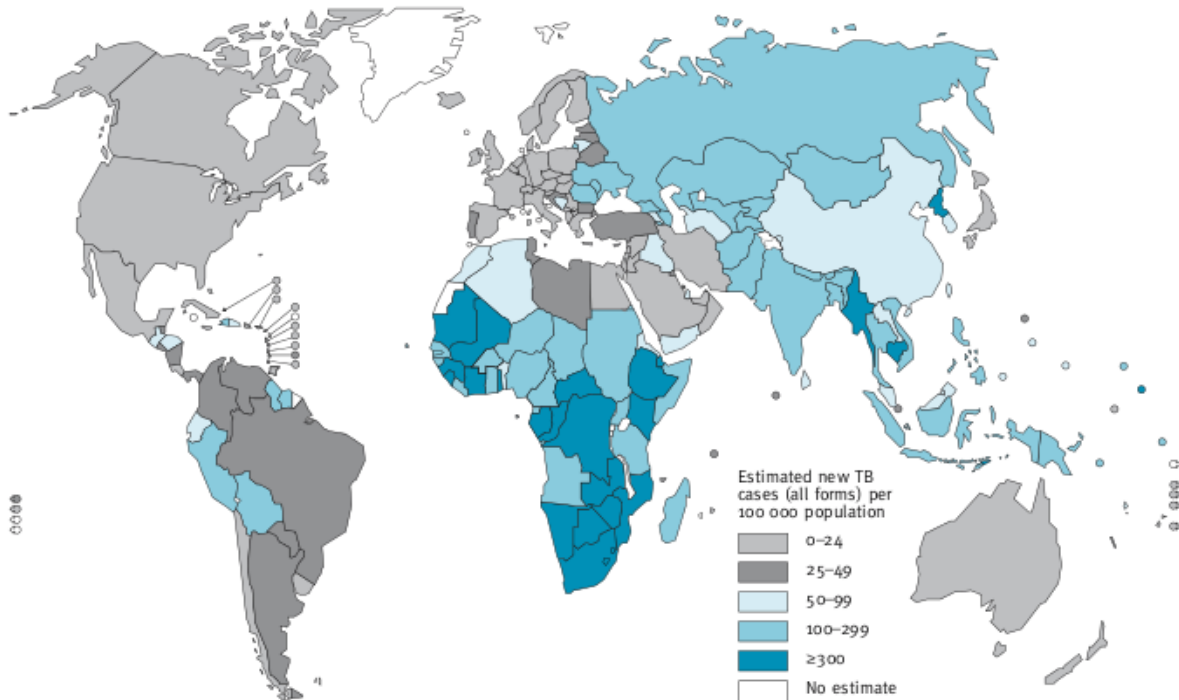 Estimated new TB
cases (all forms) per
100 000 population
0–24
25–49
50–99
100–299
≥300
No estimate